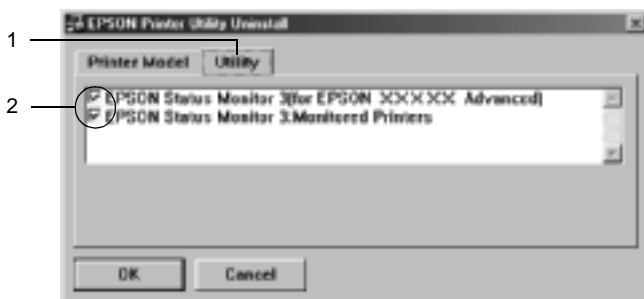 EPSON Printer Utility Uninstall
1
Printer Model Utility
2
EPSON Status Monitor 3(for EPSON XXXXX Advanced)
EPSON Status Monitor 3:Monitored Printers
OK Cancel